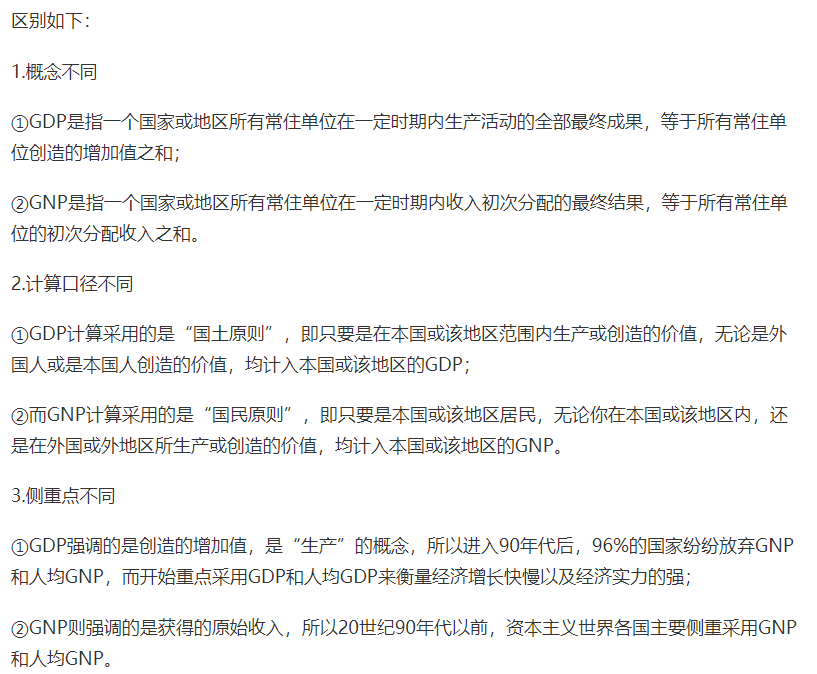 区别如下：
1.概念不同
①GDP是指一个国家或地区所有常住单位在一定时期内生产活动的全部最终成果，等于所有常住单
位创造的增加值之和；
②GNP是指一个国家或地区所有常住单位在一定时期内收入初次分配的最终结果，等于所有常住单
位的初次分配收入之和。
2.计算口径不同
①GDP计算采用的是“国土原则”，即只要是在本国或该地区范围内生产或创造的价值，无论是外
国人或是本国人创造的价值，均计入本国或该地区的GDP；
②而GNP计算采用的是“国民原则”，即只要是本国或该地区居民，无论你在本国或该地区内，还
是在外国或外地区所生产或创造的价值，均计入本国或该地区的GNP。
3.侧重点不同
①GDP强调的是创造的增加值，是“生产”的概念，所以进入90年代后，96%的国家纷纷放弃GNP
和人均GNP，而开始重点采用GDP和人均GDP来衡量经济增长快慢以及经济实力的强；
②GNP则强调的是获得的原始收入，所以20世纪90年代以前，资本主义世界各国主要侧重采用GNP
和人均GNP。